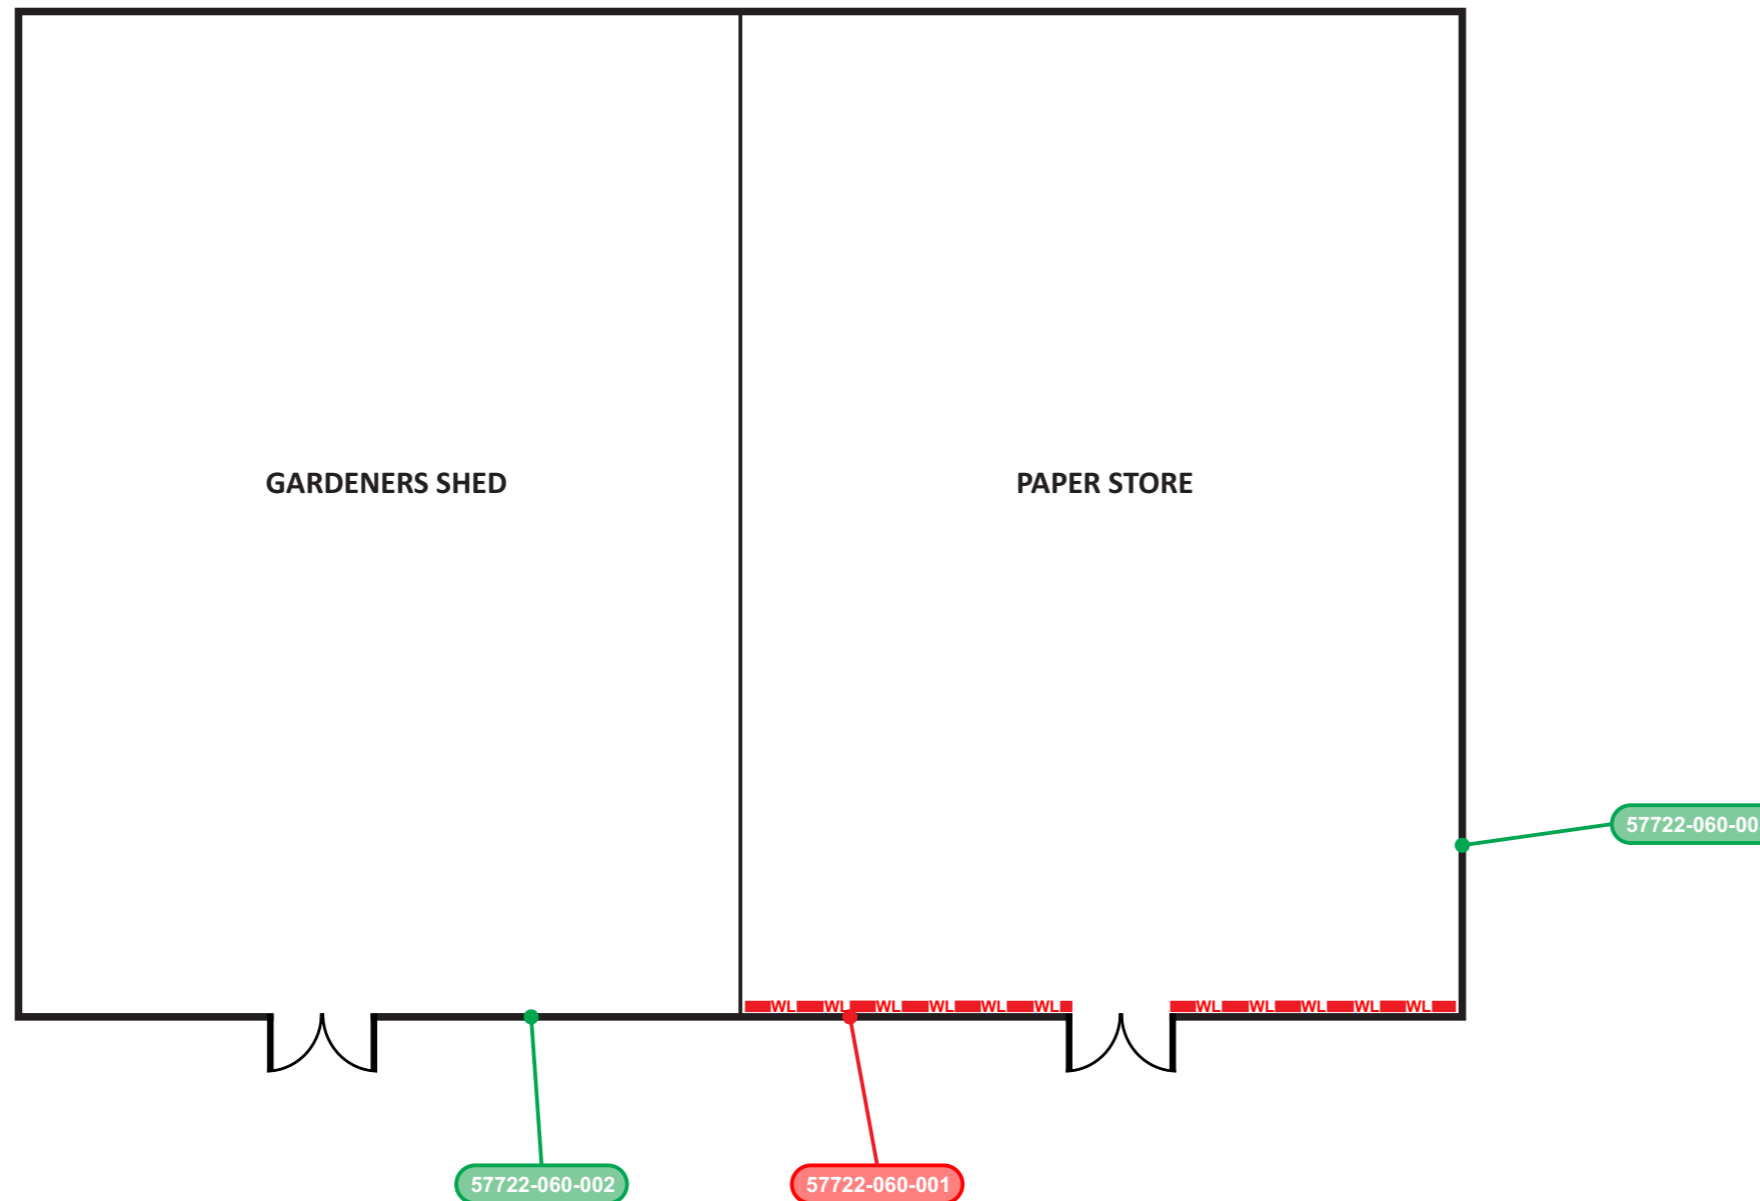 GARDENERS SHED
PAPER STORE
57722-060-00
WL WL WL WL WL WL
WL WL WL WL WL
57722-060-002
57722-060-001